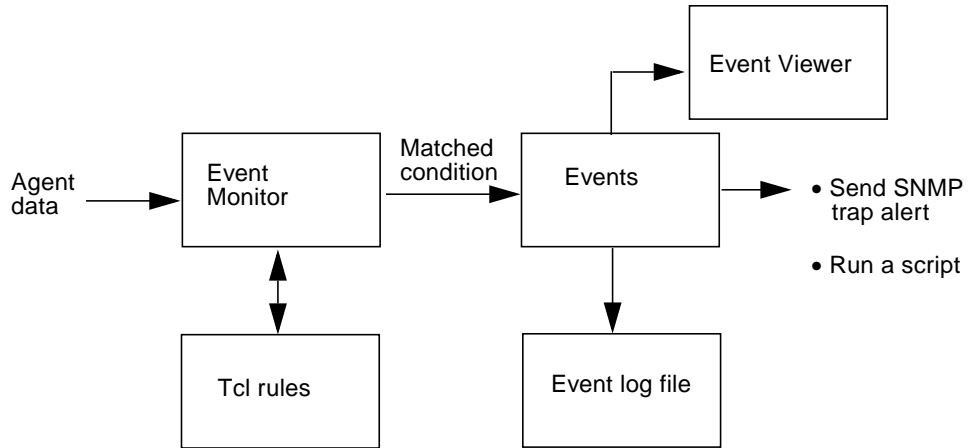 Event Viewer
Matched
condition
Event
Monitor
Events
Agent
data
• Send SNMP
trap alert
• Run a script
Tcl rules
Event log file